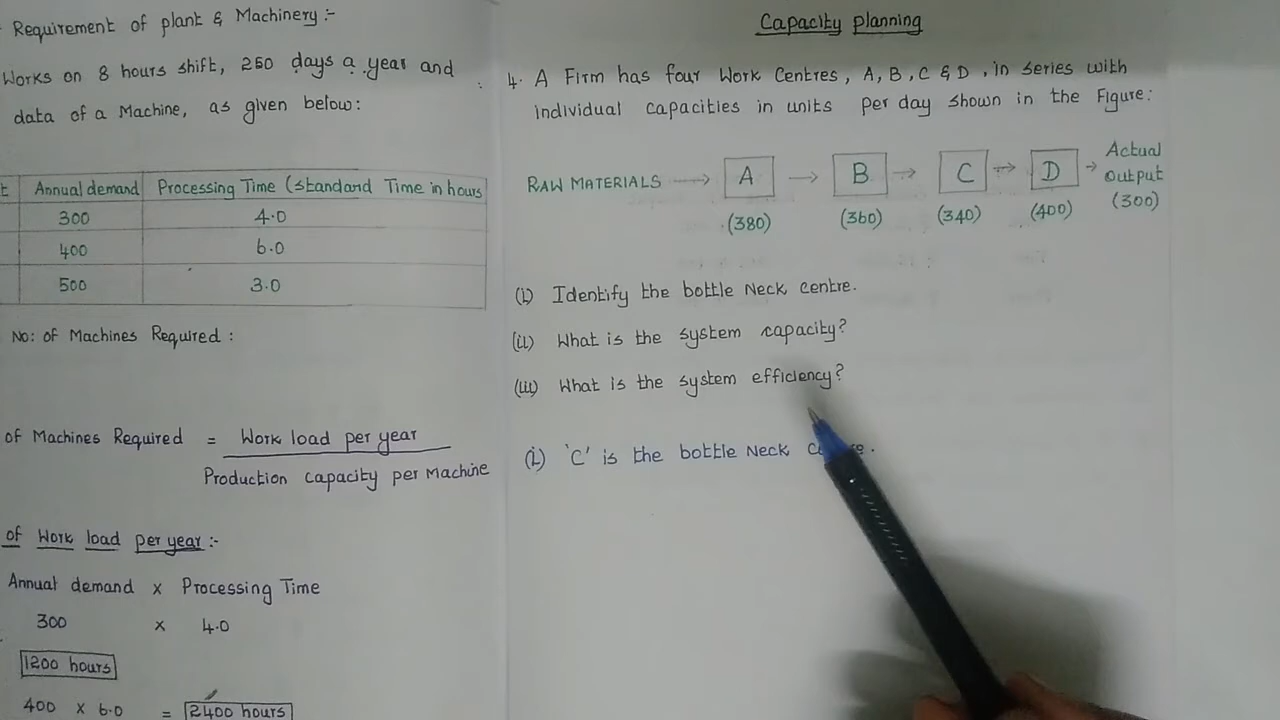 Requirement of plant & Machinery :-
Works on 8 hours shift, 250 days a year and
data of a Machine, as given below:
t Annual demand Processing Time (standard Time in hours
300 4.0
400 6.0
500 3.0
No: of Machines Required :
of Machines Required = Work load per year
Production capacity per Machine
of Work load per year :-
Annual demand x Processing Time
300 x 4.0
1200 hours
400 x 6.0 = 2400 hours
Capacity planning
4. A Firm has four Work Centres, A, B, C & D, in series with
individual capacities in units per day shown in the Figure:
RAW MATERIALS → A → B → C → D → Actual
output
(380) (360) (340) (400) (300)
(i) Identify the bottle Neck centre.
(ii) What is the system capacity?
(iii) What is the system efficiency?
(i) 'C' is the bottle Neck